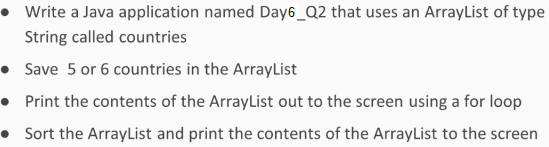 ● Write a Java application named Day6_Q2 that uses an ArrayList of type
String called countries
● Save 5 or 6 countries in the ArrayList
● Print the contents of the ArrayList out to the screen using a for loop
● Sort the ArrayList and print the contents of the ArrayList to the screen